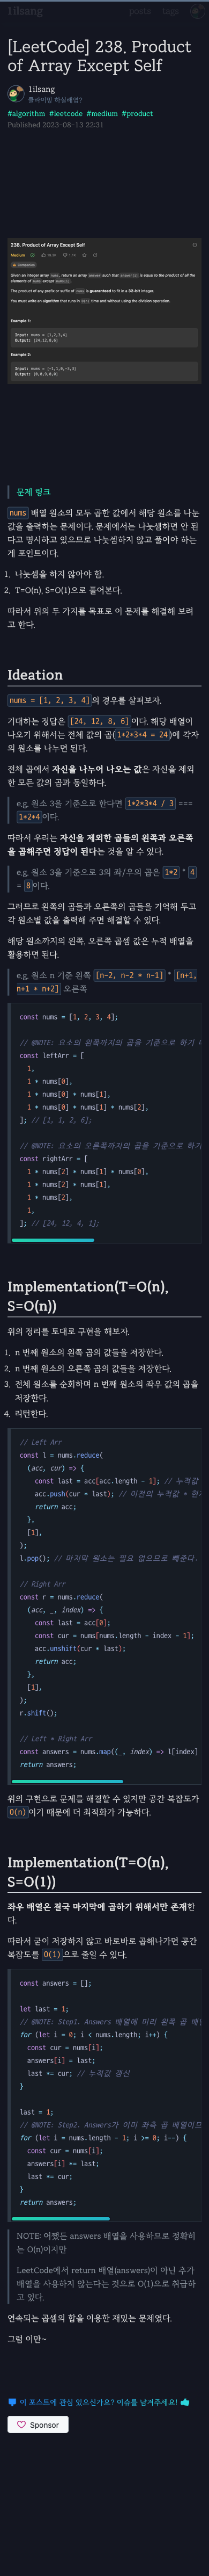 1ilsang
posts
tags
[LeetCode] 238. Product
of Array Except Self
1ilsang
클라이밍 하실래염?
#algorithm #leetcode #medium #product
Published 2023-08-13 22:31
238. Product of Array Except Self
Medium
Companies
Given an integer array nums, return an array answer such that answer[i] is equal to the product of all the
elements of nums except nums[i].
The product of any prefix or suffix of nums is guaranteed to fit in a 32-bit integer.
You must write an algorithm that runs in O(n) time and without using the division operation.
Example 1:
Input: nums = [1,2,3,4]
Output: [24,12,8,6]
Example 2:
Input: nums = [-1,1,0,-3,3]
Output: [0,0,9,0,0]
문제 링크
nums 배열 원소의 모두 곱한 값에서 해당 원소를 나눈
값을 출력하는 문제이다. 문제에서는 나눗셈하면 안 된
다고 명시하고 있으므로 나눗셈하지 않고 풀어야 하는
게 포인트이다.
1. 나눗셈을 하지 않아야 함.
2. T=O(n), S=O(1)으로 풀어본다.
따라서 위의 두 가지를 목표로 이 문제를 해결해 보려
고 한다.
Ideation
nums = [1, 2, 3, 4]의 경우를 살펴보자.
기대하는 정답은 [24, 12, 8, 6]이다. 해당 배열이
나오기 위해서는 전체 값의 곱(1*2*3*4 = 24)에 각자
의 원소를 나누면 된다.
전체 곱에서 자신을 나누어 나오는 값은 자신을 제외
한 모든 값의 곱과 동일하다.
e.g. 원소 3을 기준으로 한다면 1*2*3*4 / 3 ===
1*2*4이다.
따라서 우리는 자신을 제외한 곱들의 왼쪽과 오른쪽
을 곱해주면 정답이 된다는 것을 알 수 있다.
e.g. 원소 3을 기준으로 3의 좌/우의 곱은 1*2 * 4
= 8이다.
그러므로 왼쪽의 곱들과 오른쪽의 곱들을 기억해 두고
각 원소별 값을 출력해 주면 해결할 수 있다.
해당 원소까지의 왼쪽, 오른쪽 곱셈 값은 누적 배열을
활용하면 된다.
e.g. 원소 n 기준 왼쪽 [n-2, n-2 * n-1] * [n+1,
n+1 * n+2] 오른쪽
const nums = [1, 2, 3, 4];
// @NOTE: 요소의 왼쪽까지의 곱을 기준으로 하기
const leftArr = [
1,
1 * nums[0],
1 * nums[0] * nums[1],
1 * nums[0] * nums[1] * nums[2],
]; // [1, 1, 2, 6];
// @NOTE: 요소의 오른쪽까지의 곱을 기준으로 하기
const rightArr = [
1 * nums[2] * nums[1] * nums[0],
1 * nums[2] * nums[1],
1 * nums[2],
1,
]; // [24, 12, 4, 1];
Implementation(T=O(n),
S=O(n))
위의 정리를 토대로 구현을 해보자.
1. n 번째 원소의 왼쪽 곱의 값들을 저장한다.
2. n 번째 원소의 오른쪽 곱의 값들을 저장한다.
3. 전체 원소를 순회하며 n 번째 원소의 좌우 값의 곱을
저장한다.
4. 리턴한다.
// Left Arr
const l = nums.reduce(
(acc, cur) => {
const last = acc[acc.length - 1]; // 누적값
acc.push(cur * last); // 이전의 누적값 * 현재
return acc;
},
[1],
);
l.pop(); // 마지막 원소는 필요 없으므로 빼준다.
// Right Arr
const r = nums.reduce(
(acc, _, index) => {
const last = acc[0];
const cur = nums[nums.length - index - 1];
acc.unshift(cur * last);
return acc;
},
[1],
);
r.shift();
// Left * Right Arr
const answers = nums.map((_, index) => l[index]
return answers;
위의 구현으로 문제를 해결할 수 있지만 공간 복잡도가
O(n)이기 때문에 더 최적화가 가능하다.
Implementation(T=O(n),
S=O(1))
좌우 배열은 결국 마지막에 곱하기 위해서만 존재한
다.
따라서 굳이 저장하지 않고 바로바로 곱해나가면 공간
복잡도를 O(1)으로 줄일 수 있다.
const answers = [];
let last = 1;
// @NOTE: Step1. Answers 배열에 미리 왼쪽 곱
for (let i = 0; i < nums.length; i++) {
const cur = nums[i];
answers[i] = last;
last *= cur; // 누적값 갱신
}
last = 1;
// @NOTE: Step2. Answers가 이미 좌측 곱 배열이므
for (let i = nums.length - 1; i >= 0; i--) {
const cur = nums[i];
answers[i] *= last;
last *= cur;
}
return answers;
NOTE: 어쨌든 answers 배열을 사용하므로 정확히
는 O(n)이지만
LeetCode에서 return 배열(answers)이 아닌 추가
배열을 사용하지 않는다는 것으로 O(1)으로 취급하
고 있다.
연속되는 곱셈의 합을 이용한 재밌는 문제였다.
그럼 이만~
이 포스트에 관심 있으신가요? 이슈를 남겨주세요!
Sponsor